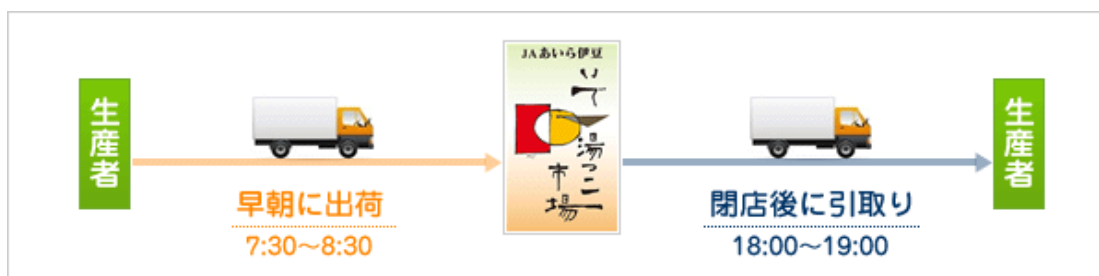 生産者
早朝に出荷
7:30～8:30
JAあいら伊豆
いで
湯っこ
市場
閉店後に引取り
18:00～19:00
生産者